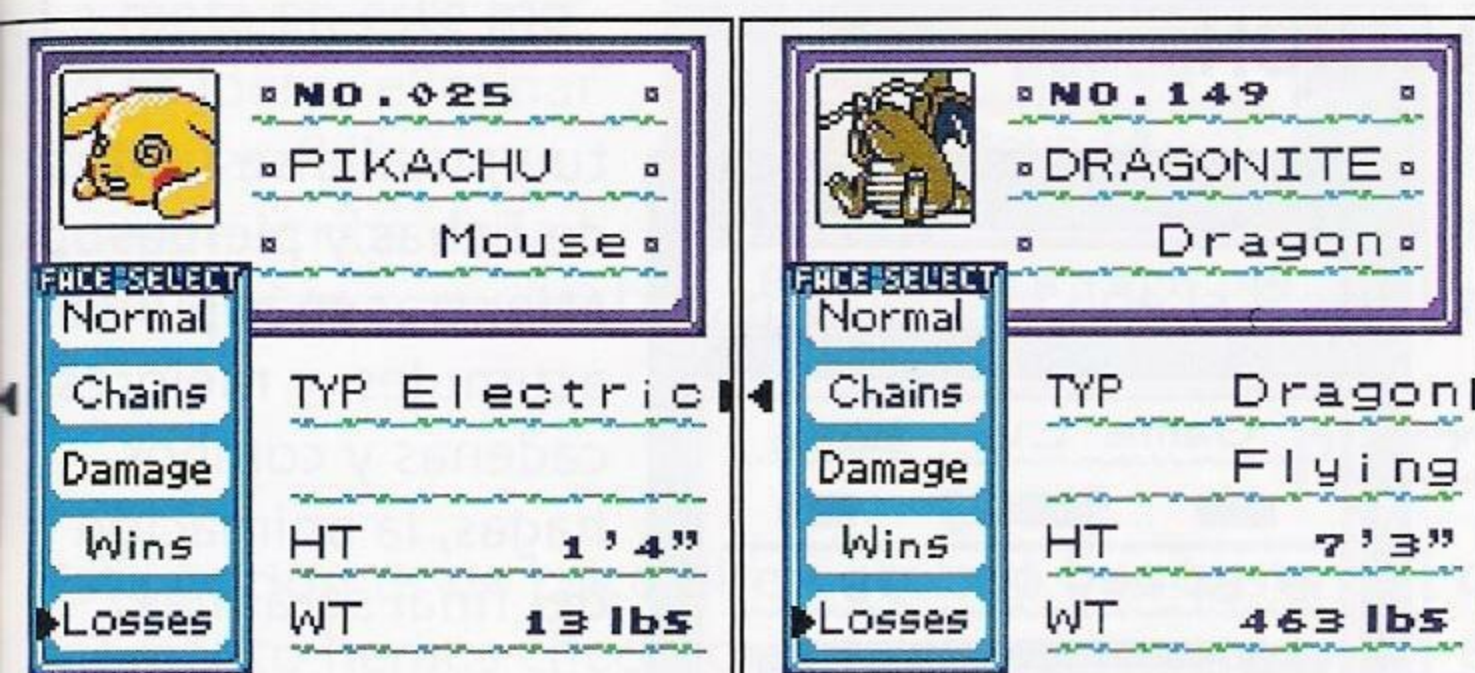 NO.025
PIKACHU
Mouse
FACE SELECT
Normal
Chains
Damage
Wins
Losses
TYP Electric
HT 1'4"
WT 13 lbs
NO.149
DRAGONITE
Dragon
FACE SELECT
Normal
Chains
Damage
Wins
Losses
TYP Dragon
Flying
HT 7'3"
WT 463 lbs